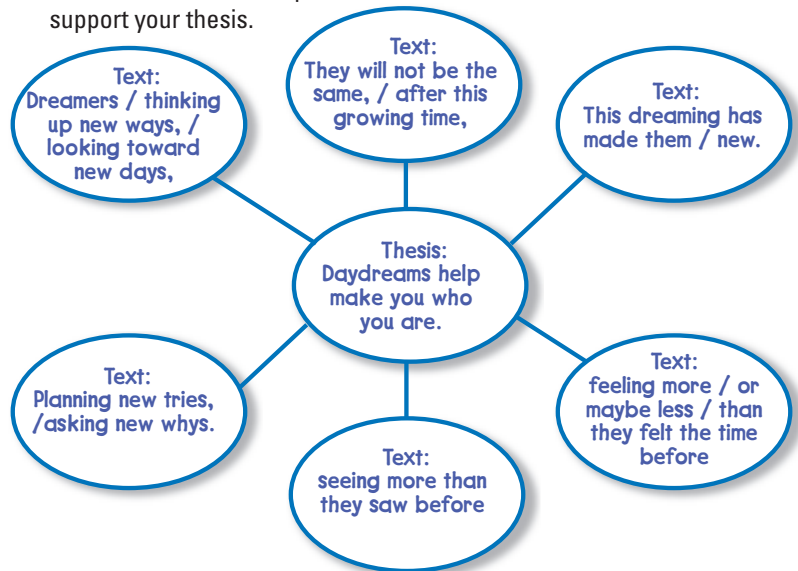 support your thesis.
Text:
Dreamers / thinking
up new ways, /
looking toward
new days,
Text:
They will not be the
same, / after this
growing time,
Text:
This dreaming has
made them / new.
Thesis:
Daydreams help
make you who
you are.
Text:
Planning new tries,
/asking new whys.
Text:
seeing more than
they saw before
Text:
feeling more / or
maybe less / than
they felt the time
before